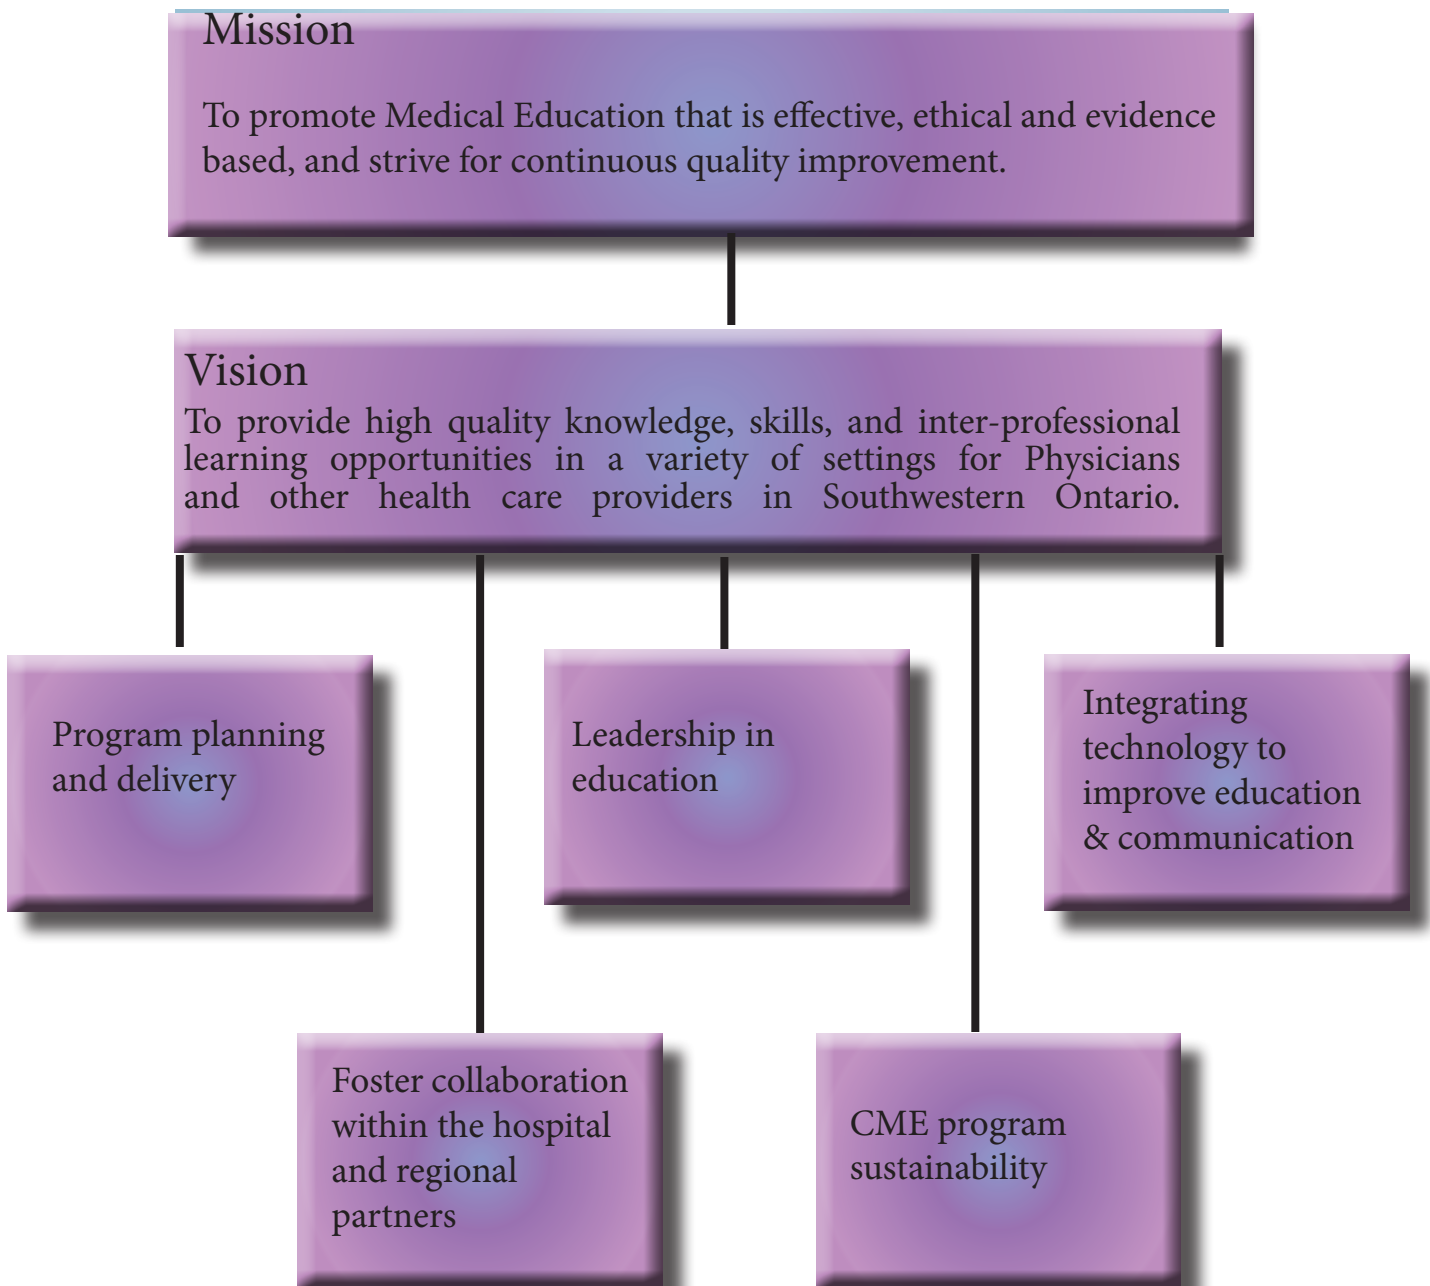 Mission
To promote Medical Education that is effective, ethical and evidence
based, and strive for continuous quality improvement.
Vision
To provide high quality knowledge, skills, and inter-professional
learning opportunities in a variety of settings for Physicians
and other health care providers in Southwestern Ontario.
Program planning
and delivery
Leadership in
education
Integrating
technology to
improve education
& communication
Foster collaboration
within the hospital
and regional
partners
CME program
sustainability